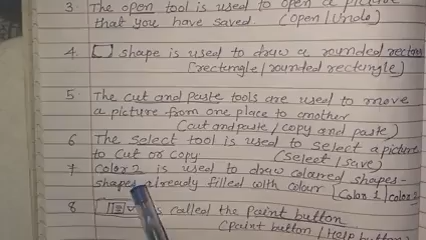 3. The open tool is used to open a picture
that you have saved. (Open/Undo)
4. shape is used to draw a rounded
[rectangle/rounded rectangle]
5. The cut and paste tools are used to move
a picture from one place to another
(cut and paste/copy and paste)
6 The select tool is used to select a picture
to cut or copy. (Select/Save)
7 Color2 is used to draw coloured shapes-
shapes already filled with colour [Color 1/color2
8 is called the Paint button
(Paint button/Help button)